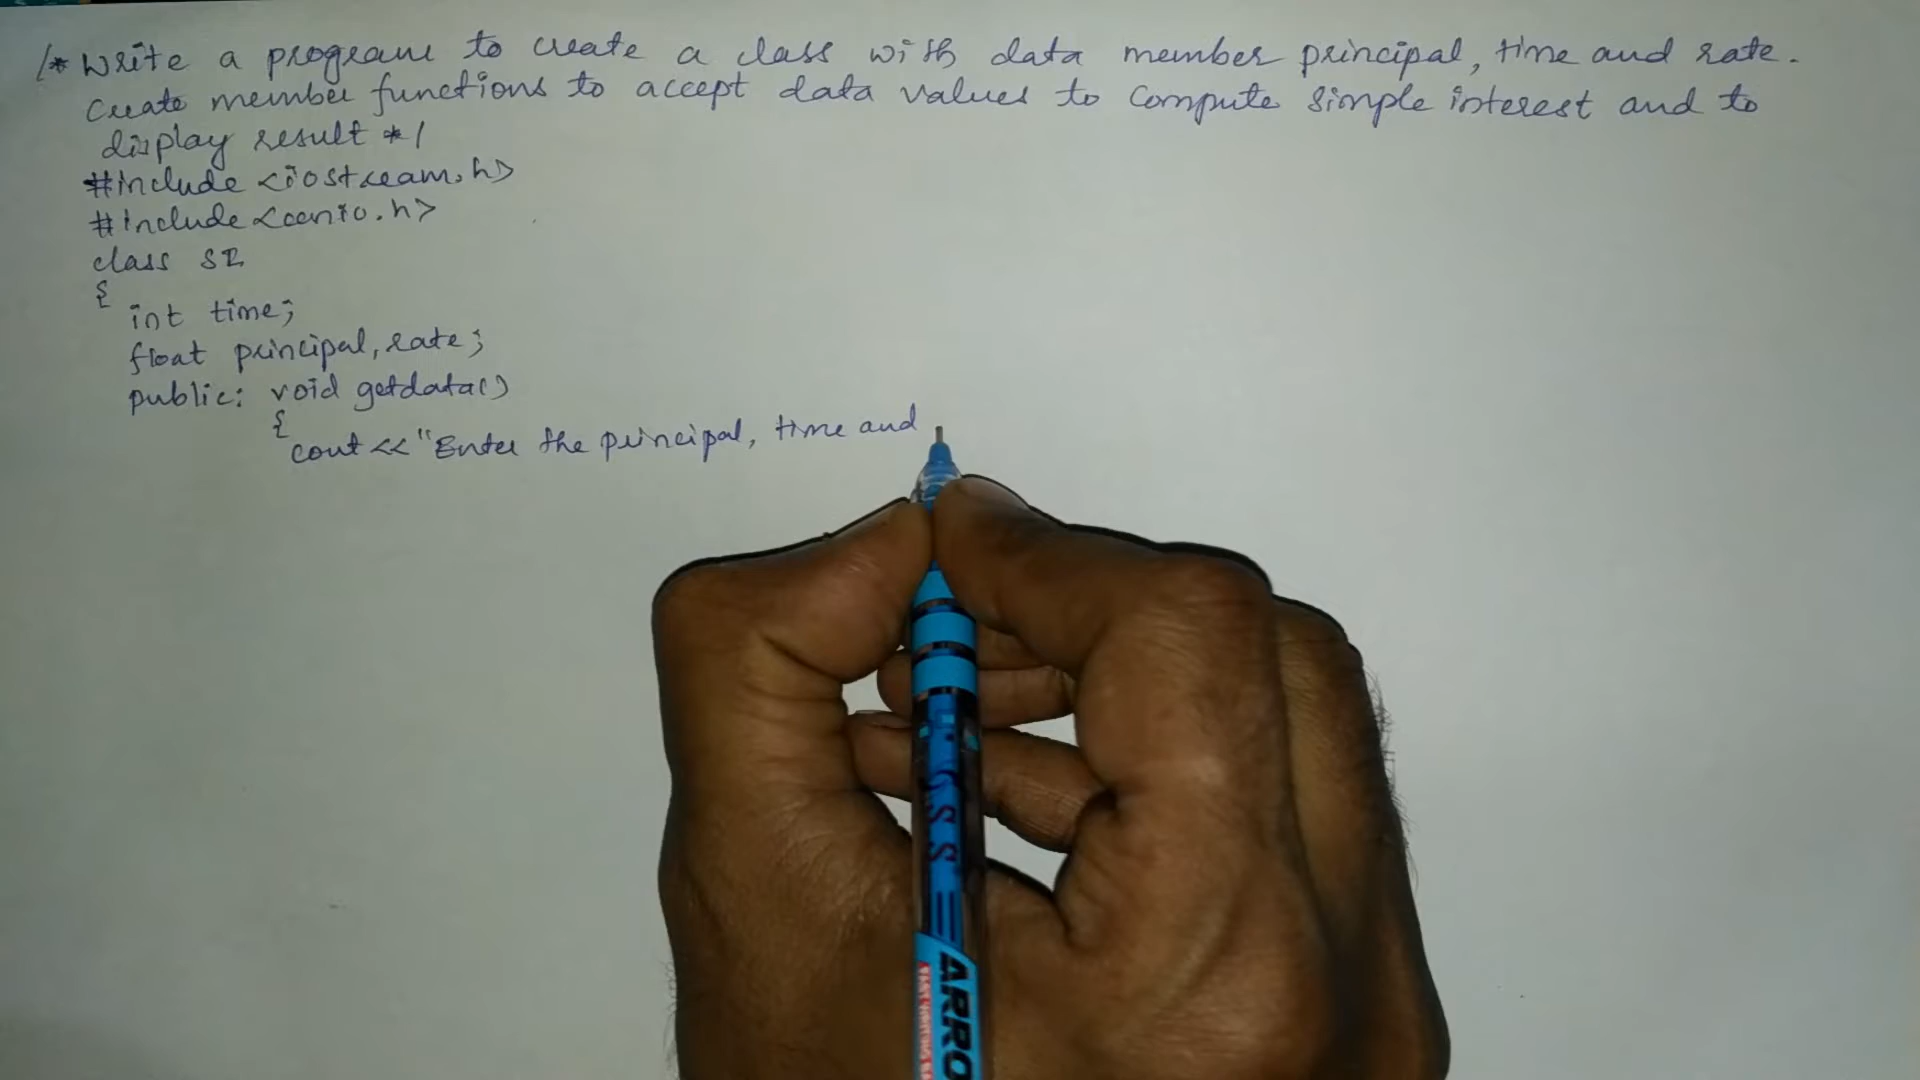 /* Write a program to create a class with data member principal, time and rate.
Create member functions to accept data values to compute simple interest and to
display result */
#include <iostream.h>
#include <conio.h>
class SI
{
int time;
float principal, rate;
public: void getdata()
{
cout << "Enter the principal, time and
ARRO